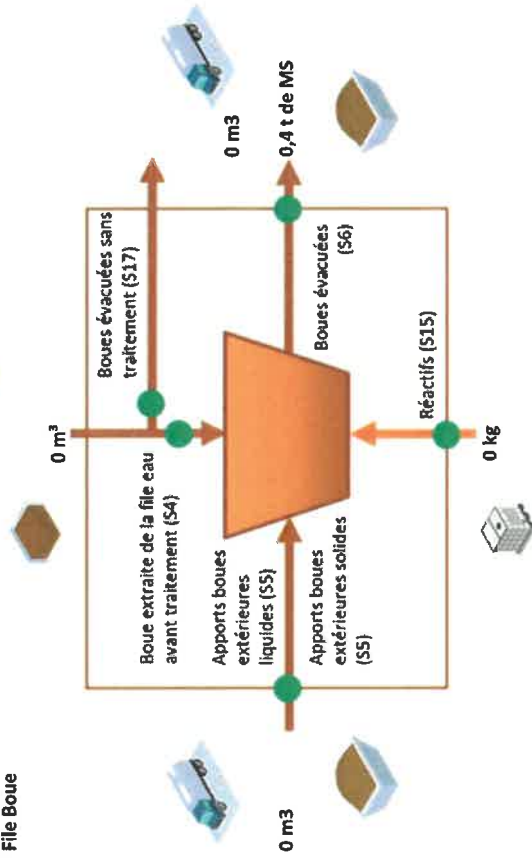 File Boue
0 m³
Boues évacuées sans
traitement (S17)
Boue extraite de la file eau
avant traitement (S4)
0 m3
Apports boues
extérieures
liquides (S5)
0 m3
Apports boues
extérieures solides
(S5)
0,4 t de MS
Boues évacuées
(S6)
Réactifs (S15)
0 kg